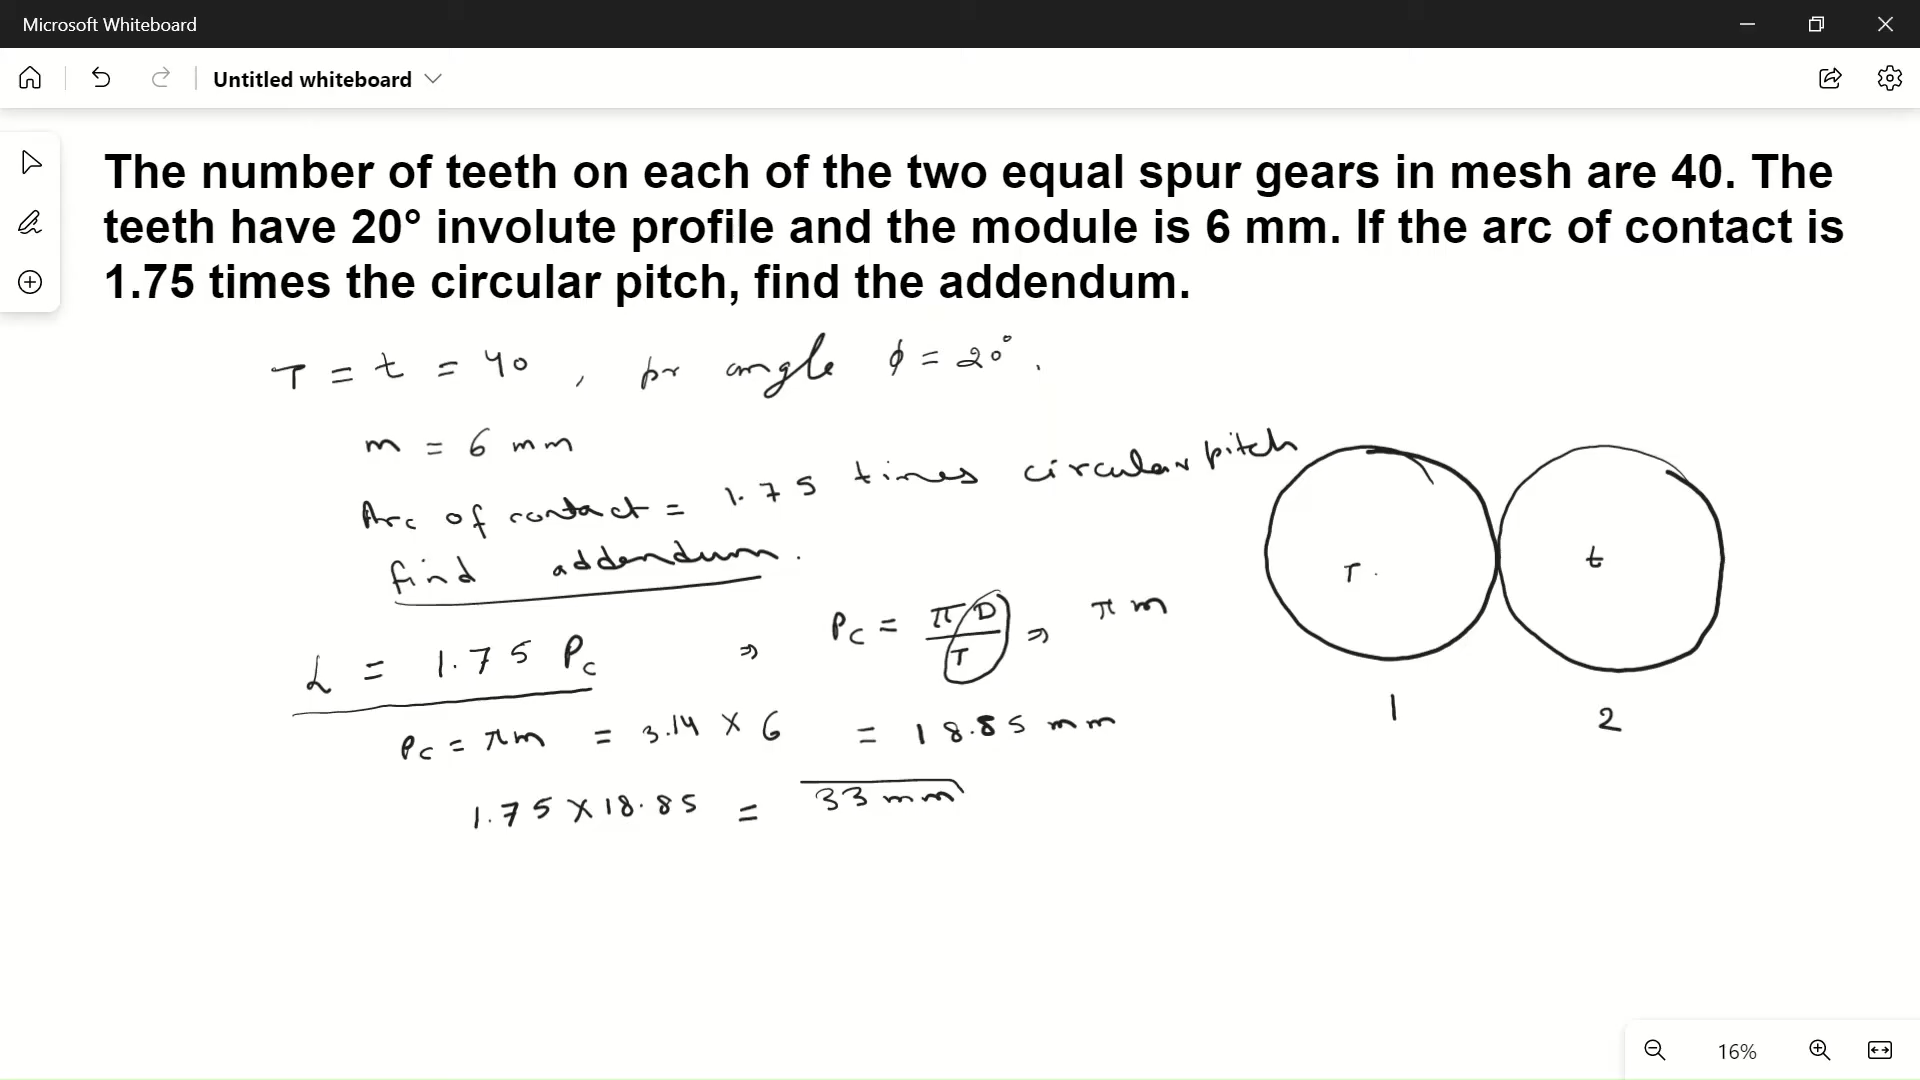 Microsoft Whiteboard
Untitled whiteboard
The number of teeth on each of the two equal spur gears in mesh are 40. The
teeth have 20° involute profile and the module is 6 mm. If the arc of contact is
1.75 times the circular pitch, find the addendum.
T = t = 40 , pr angle ϕ = 20° .
m = 6 mm
Arc of contact = 1.75 times circular pitch
find addendum .
T . t
L = 1.75 Pc ⇒ Pc = πD/T ⇒ πm
1 2
Pc = πm = 3.14 × 6 = 18.85 mm
1.75 × 18.85 = 33 mm
16%